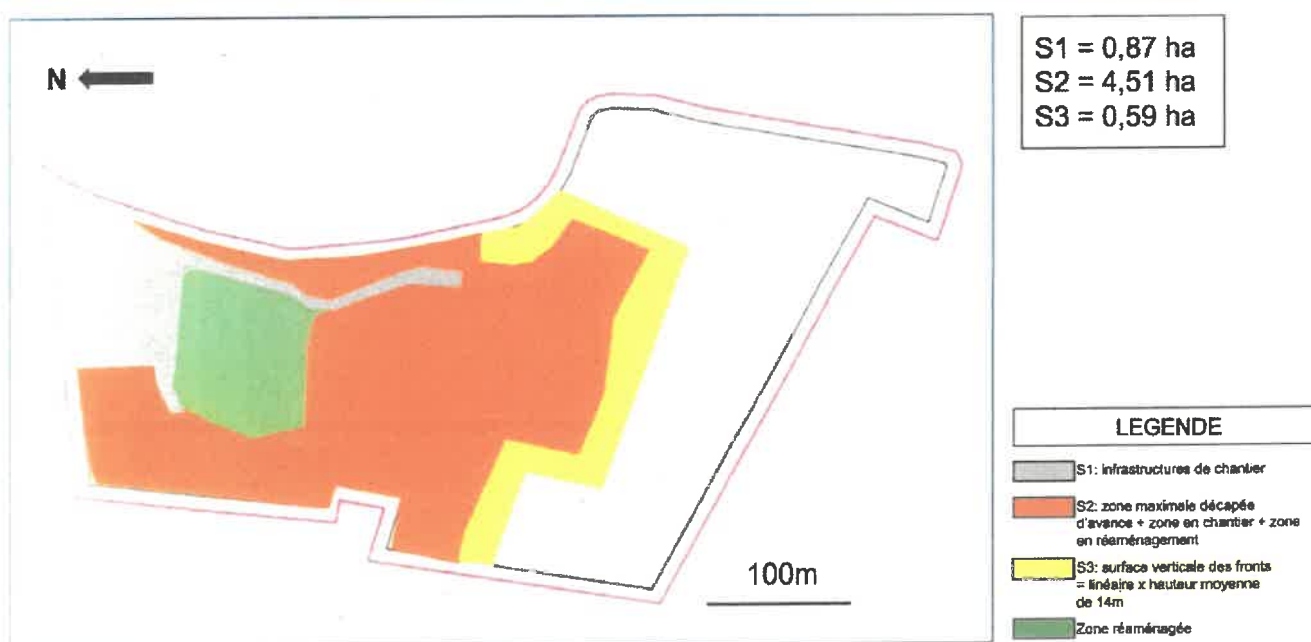 N
S1 = 0,87 ha
S2 = 4,51 ha
S3 = 0,59 ha
100m
LEGENDE
S1: infrastructures de chantier
S2: zone maximale décapée
d'avance + zone en chantier + zone
en réaménagement
S3: surface verticale des fronts
= linéaire x hauteur moyenne
de 14m
Zone réaménagée